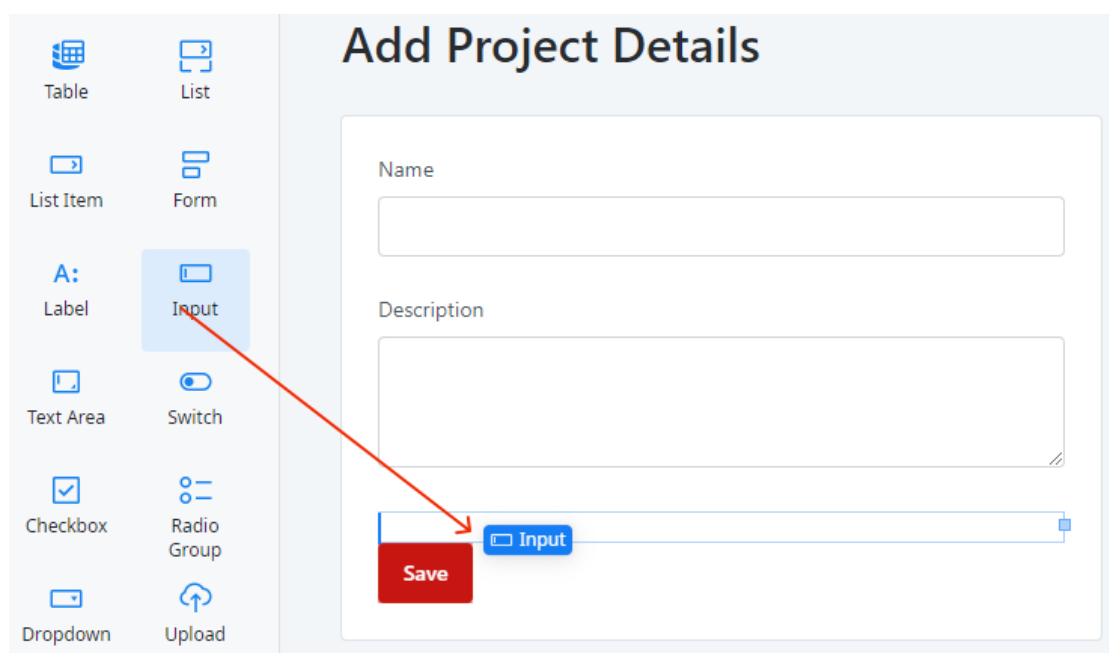 Add Project Details
Table
List
List Item
Form
A:
Label
Input
Text Area
Switch
Checkbox
Radio
Group
Dropdown
Upload
Name
Description
Input
Save